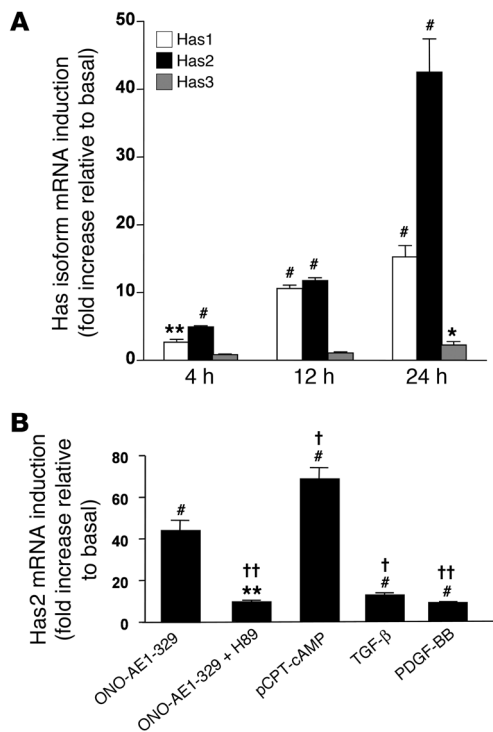 A
Has isoform mRNA induction
(fold increase relative to basal)
50
40
30
20
10
0
Has1
Has2
Has3
**
#
#
#
#
#
*
4 h
12 h
24 h
B
Has2 mRNA induction
(fold increase relative
to basal)
80
60
40
20
0
#
††
**
†
#
†
#
††
#
ONO-AE1-329
ONO-AE1-329 + H89
pCPT-cAMP
TGF-β
PDGF-BB